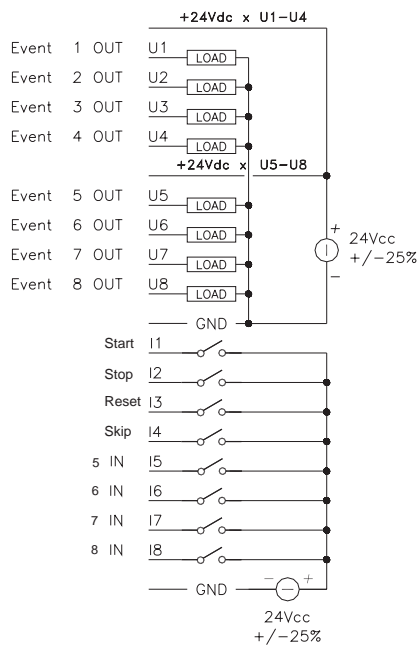 +24Vdc x U1-U4
Event 1 OUT U1 LOAD
Event 2 OUT U2 LOAD
Event 3 OUT U3 LOAD
Event 4 OUT U4 LOAD
+24Vdc x U5-U8
Event 5 OUT U5 LOAD
Event 6 OUT U6 LOAD
Event 7 OUT U7 LOAD
Event 8 OUT U8 LOAD
+
24Vcc
+/-25%
-
GND
Start I1
Stop I2
Reset I3
Skip I4
5 IN I5
6 IN I6
7 IN I7
8 IN I8
GND - +
24Vcc
+/-25%